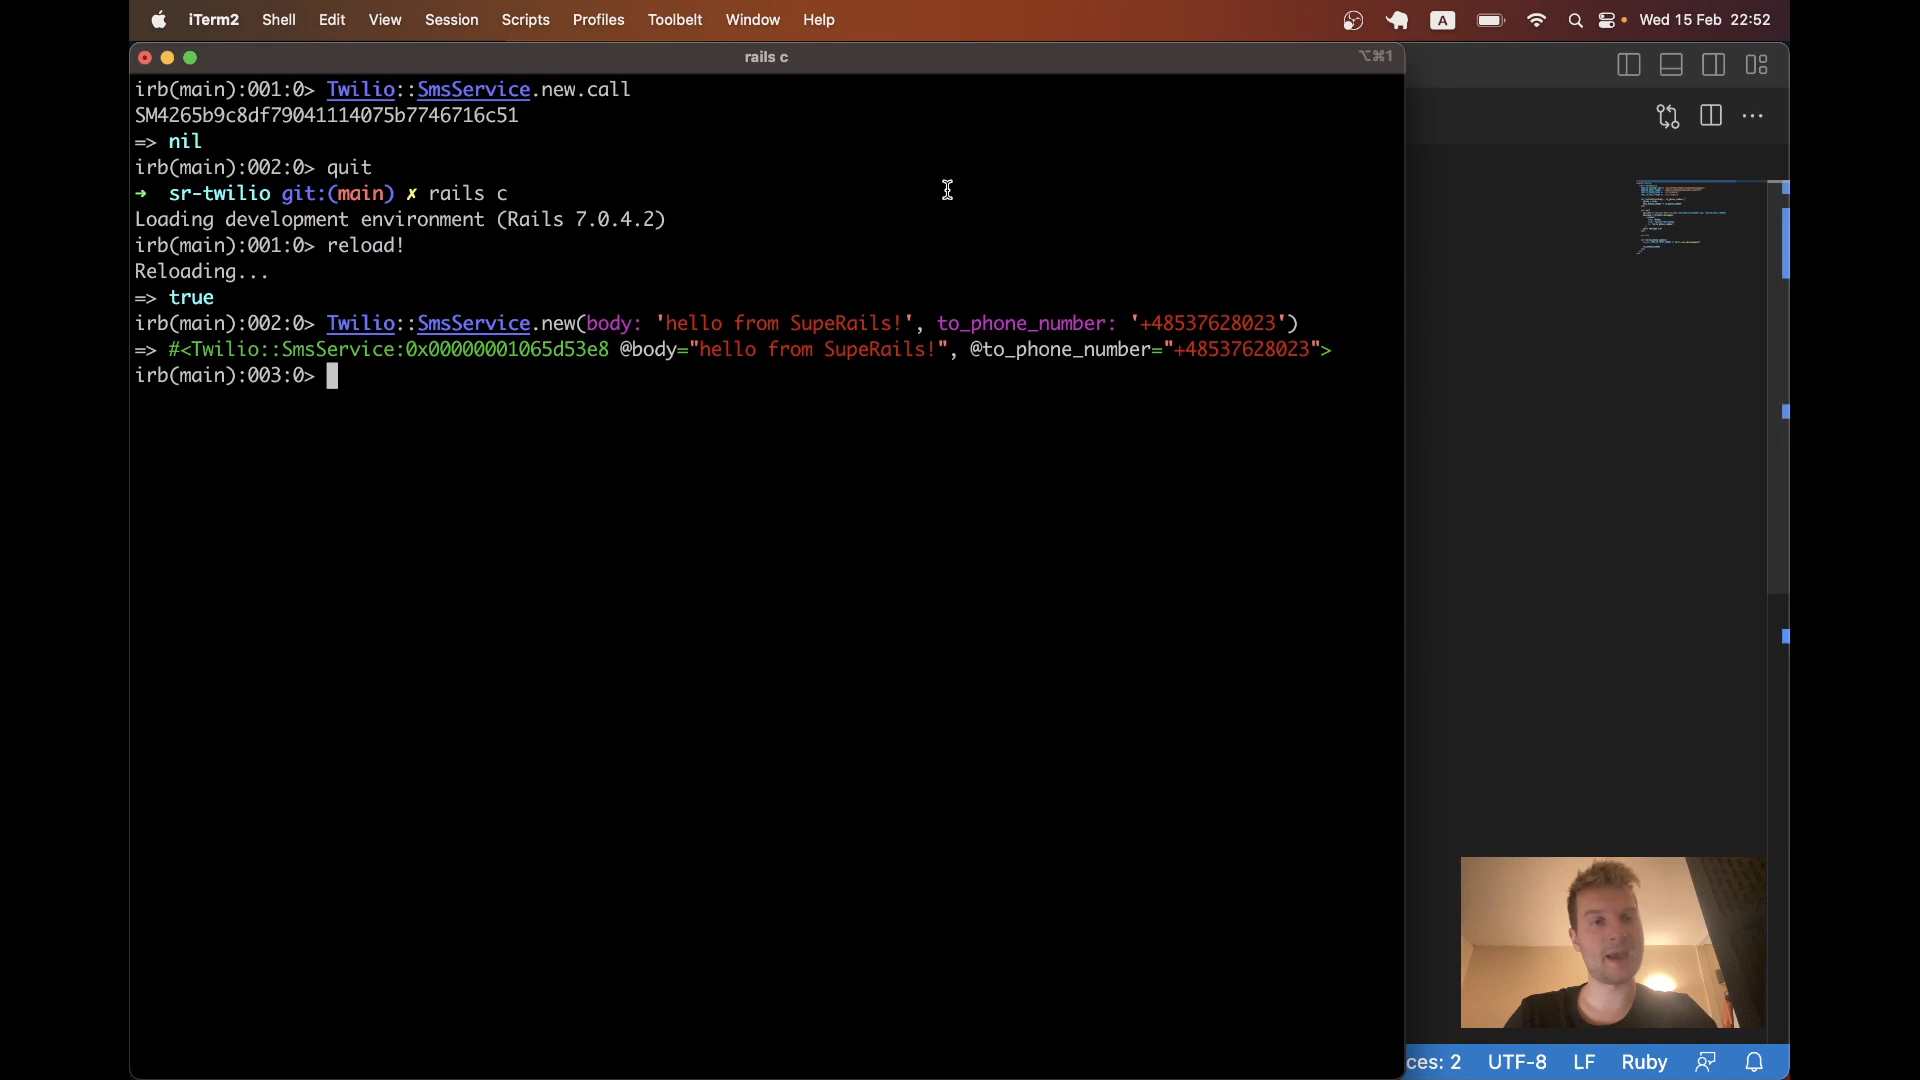 iTerm2 Shell Edit View Session Scripts Profiles Toolbelt Window Help A Wed 15 Feb 22:52
rails c ⌥⌘1
irb(main):001:0> Twilio::SmsService.new.call
SM4265b9c8df79041114075b7746716c51
=> nil
irb(main):002:0> quit
➜ sr-twilio git:(main) ✗ rails c
Loading development environment (Rails 7.0.4.2)
irb(main):001:0> reload!
Reloading...
=> true
irb(main):002:0> Twilio::SmsService.new(body: 'hello from SupeRails!', to_phone_number: '+48537628023')
=> #<Twilio::SmsService:0x00000001065d53e8 @body="hello from SupeRails!", @to_phone_number="+48537628023">
irb(main):003:0>
ces: 2 UTF-8 LF Ruby